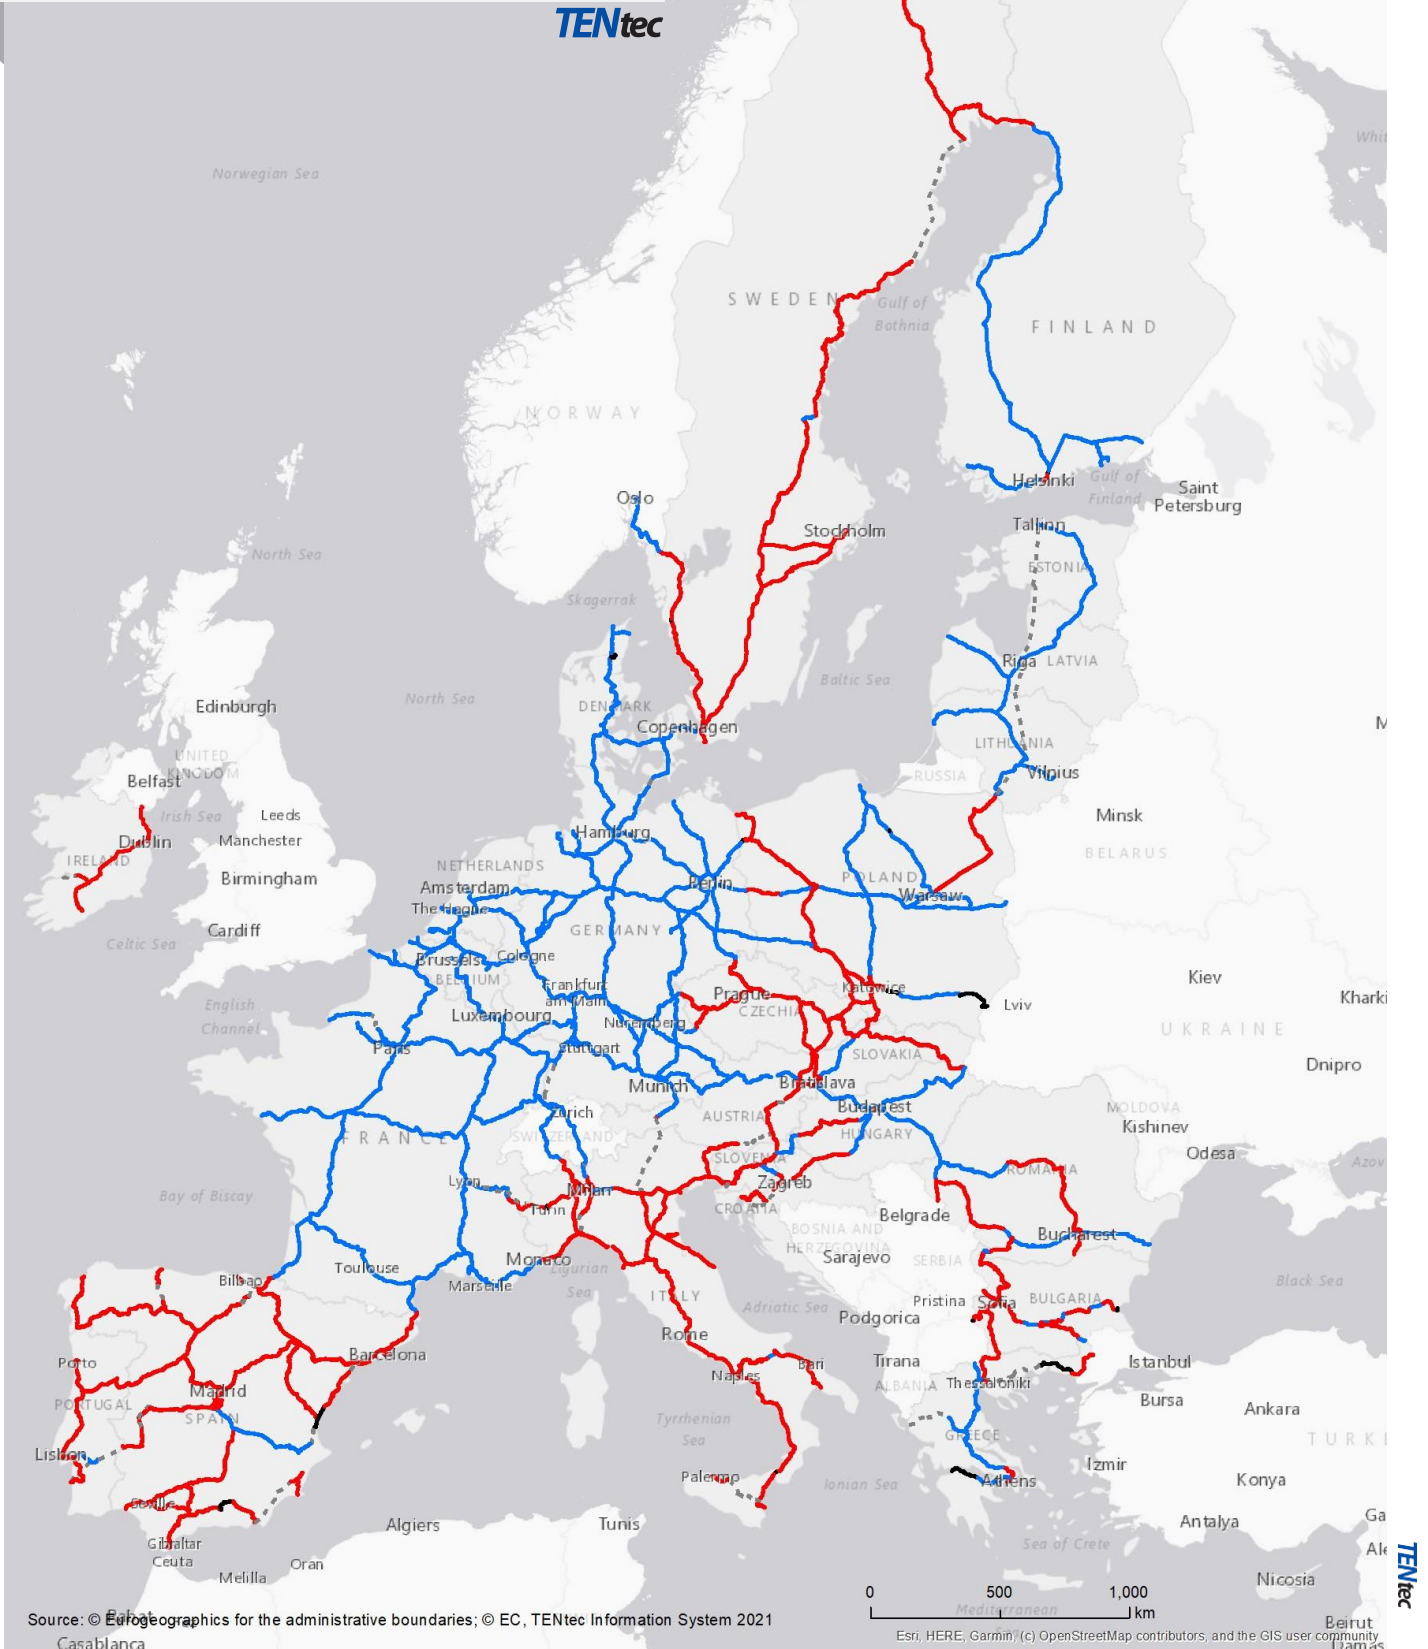 TENtec
Whit
Norwegian Sea
SWEDEN
Gulf of
Bothnia
FINLAND
NORWAY
Helsinki
Gulf of
Finland
Saint
Petersburg
Oslo
Stockholm
Tallinn
ESTONIA
North Sea
Skagerrak
Riga
LATVIA
Baltic Sea
North Sea
Edinburgh
DENMARK
Copenhagen
M
LITHUANIA
UNITED
KINGDOM
Belfast
RUSSIA
Vilnius
Irish Sea
Leeds
Minsk
Dublin
Manchester
Hamburg
BELARUS
IRELAND
NETHERLANDS
Birmingham
Amsterdam
Berlin
POLAND
Warsaw
The Hague
Cardiff
GERMANY
Celtic Sea
Brussels
Cologne
BELGIUM
Kiev
Frankfurt
am Main
Prague
Katowice
Kharki
English
Channel
Lviv
CZECHIA
Luxembourg
Nuremberg
UKRAINE
Paris
Stuttgart
SLOVAKIA
Dnipro
Munich
Bratislava
Zurich
Budapest
MOLDOVA
AUSTRIA
Kishinev
FRANCE
SWITZERLAND
HUNGARY
Odesa
SLOVENIA
Azov
ROMANIA
Lyon
Milan
Zagreb
Bay of Biscay
Turin
CROATIA
Belgrade
BOSNIA AND
HERZEGOVINA
Bucharest
Sarajevo
SERBIA
Monaco
Toulouse
Ligurian
Sea
Bilbao
Marseille
Black Sea
ITALY
Adriatic Sea
Pristina
Sofia
BULGARIA
Podgorica
Rome
Barcelona
Porto
Bari
Tirana
Istanbul
Naples
ALBANIA
Thessaloniki
Madrid
PORTUGAL
Bursa
Ankara
SPAIN
Tyrrhenian
Sea
GREECE
TURKE
Lisbon
Izmir
Palermo
Ionian Sea
Athens
Konya
Seville
Algiers
Tunis
Antalya
Ga
Gibraltar
Sea of Crete
Ale
Ceuta
Oran
Melilla
Nicosia
TENtec
0 500 1,000
km
Mediterranean
Sea
Rabat
Source: © Eurogeographics for the administrative boundaries; © EC, TENtec Information System 2021
Beirut
Esri, HERE, Garmin, (c) OpenStreetMap contributors, and the GIS user community
Casablanca
Damas